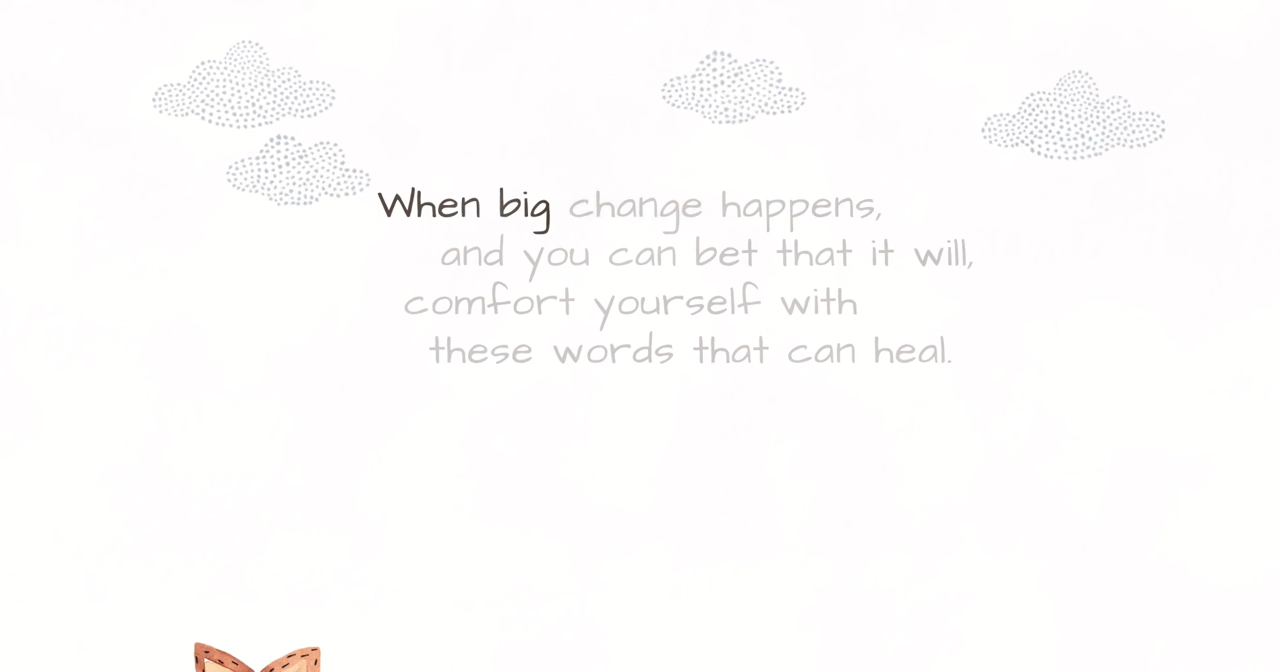 When big change happens,
and you can bet that it will,
comfort yourself with
these words that can heal.